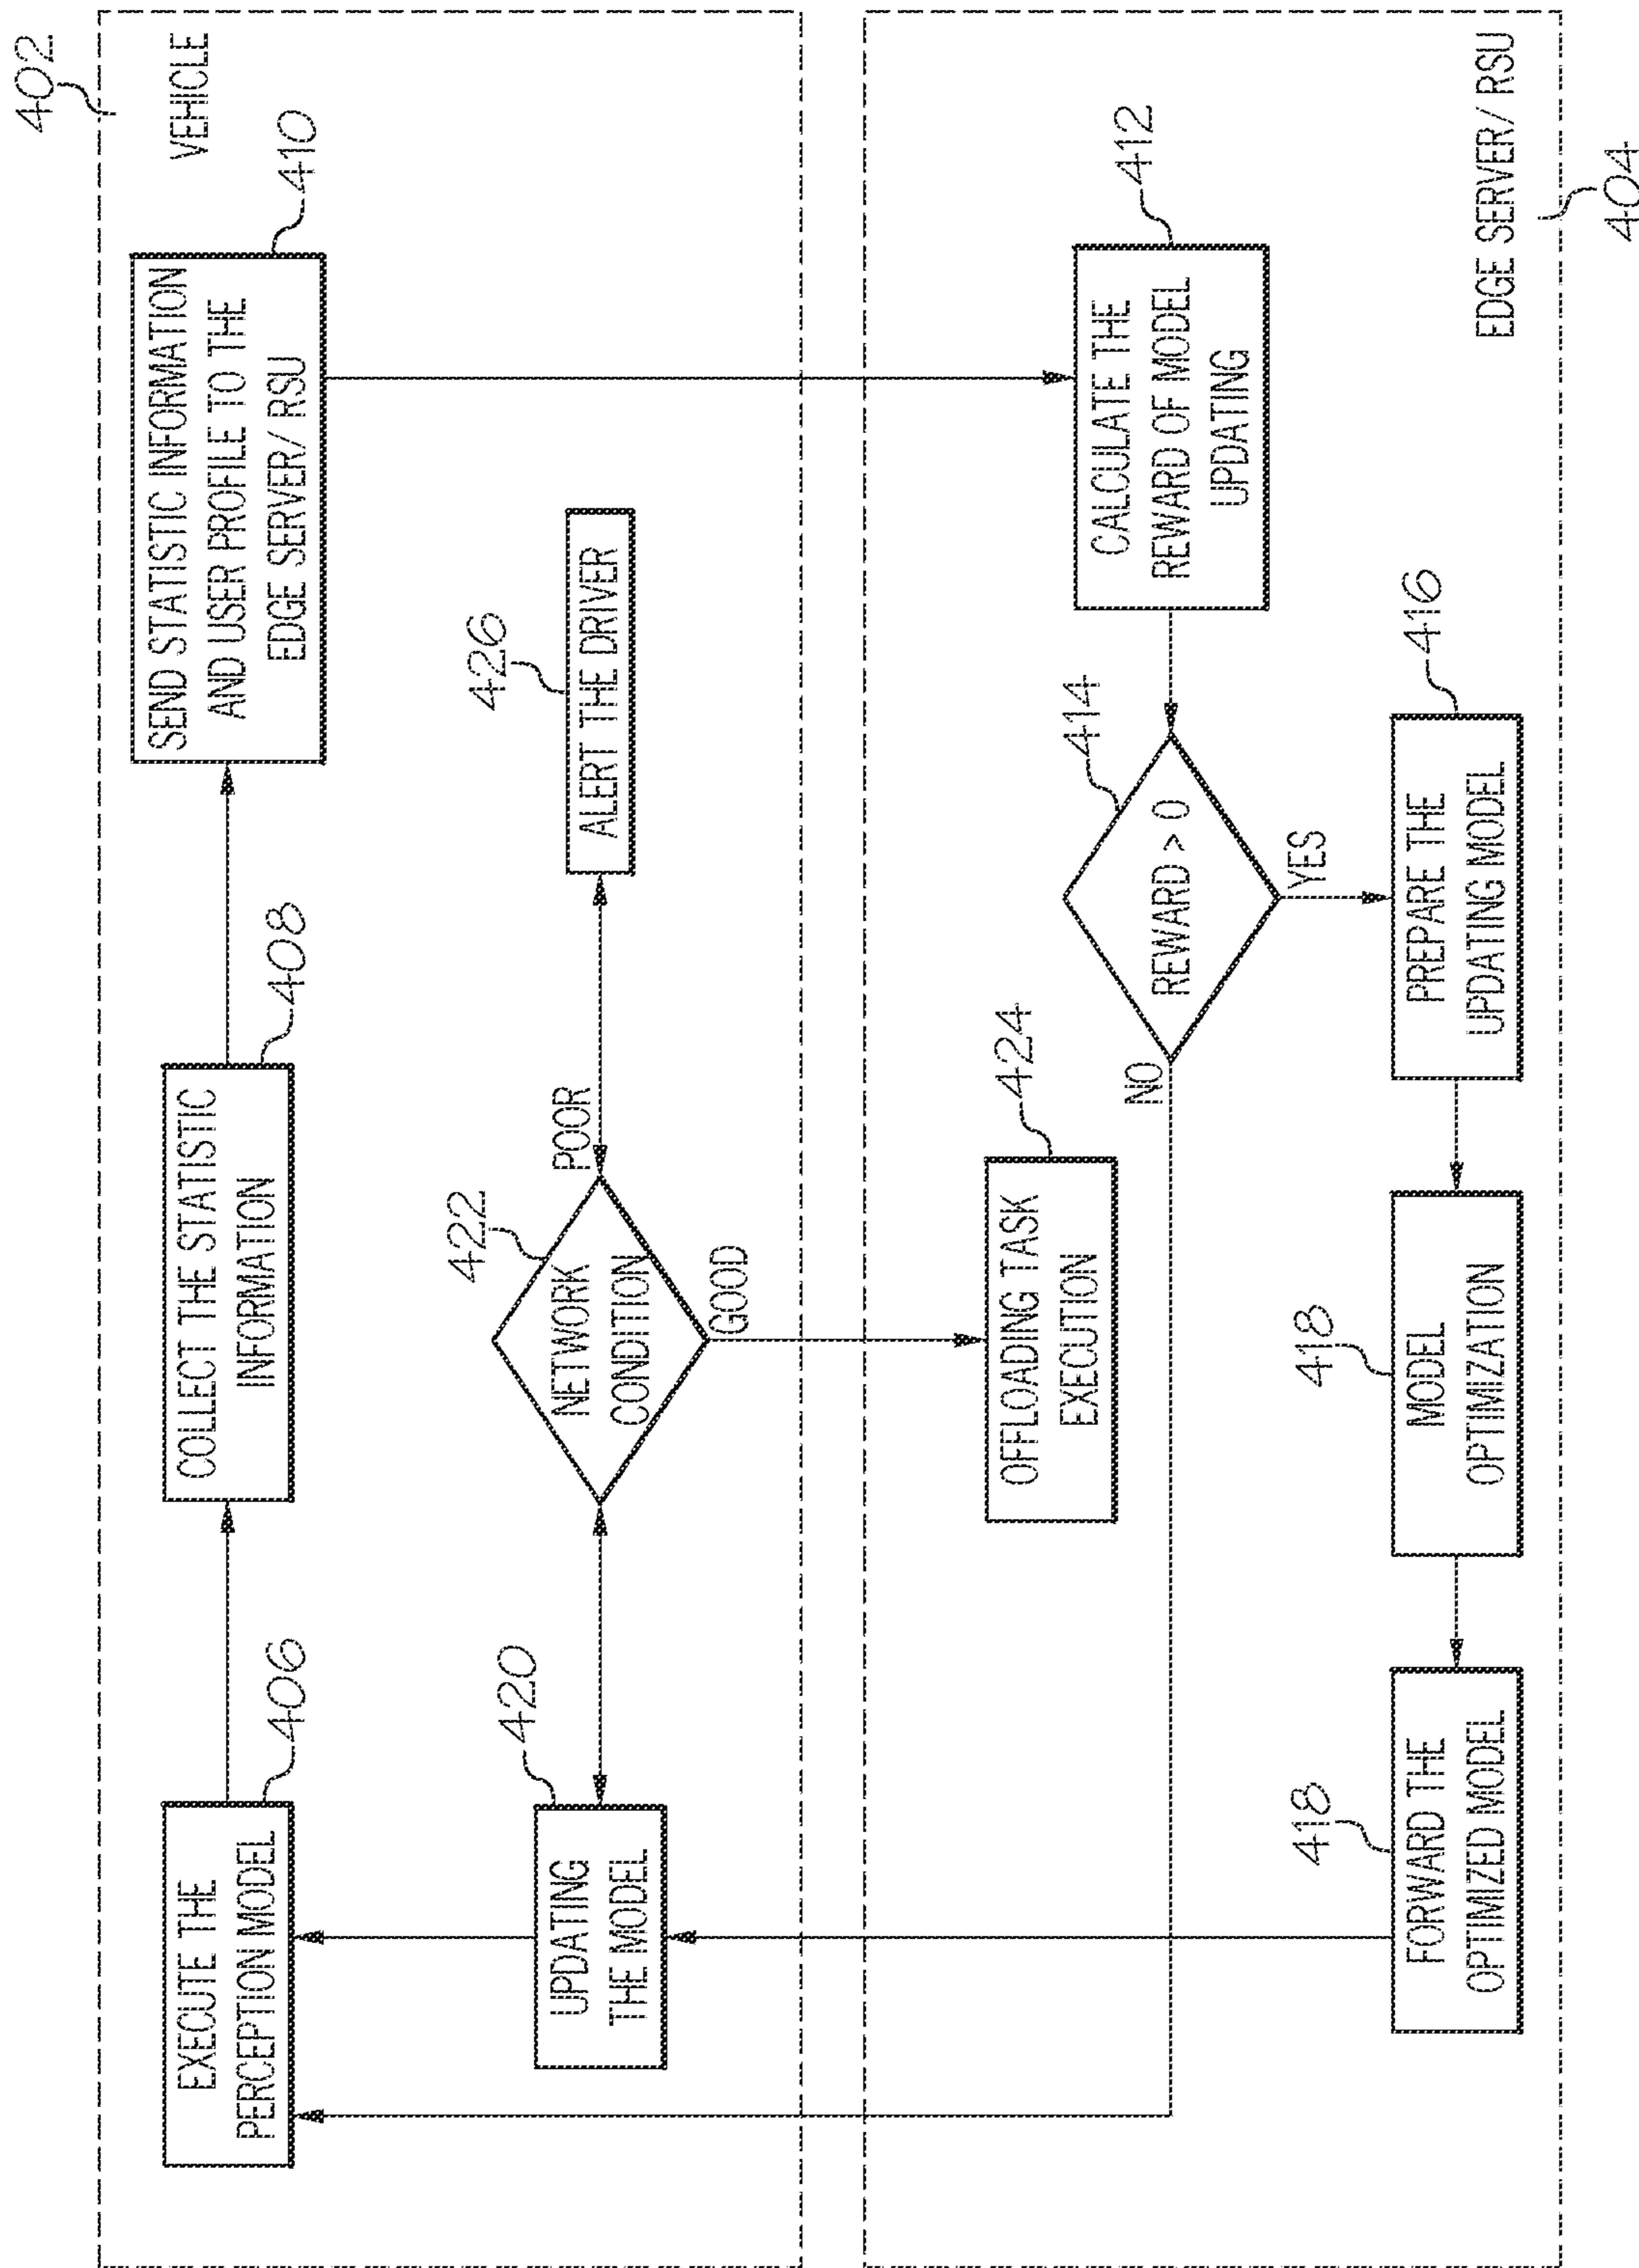 402
VEHICLE
EXECUTE THE
PERCEPTION MODEL
406
COLLECT THE STATISTIC
INFORMATION
408
SEND STATISTIC INFORMATION
AND USER PROFILE TO THE
EDGE SERVER/ RSU
410
UPDATING
THE MODEL
420
NETWORK
CONDITION
422
POOR
GOOD
ALERT THE DRIVER
426
OFFLOADING TASK
EXECUTION
424
CALCULATE THE
REWARD OF MODEL
UPDATING
412
REWARD > 0
414
NO
YES
FORWARD THE
OPTIMIZED MODEL
418
MODEL
OPTIMIZATION
418
PREPARE THE
UPDATING MODEL
416
EDGE SERVER/ RSU
404